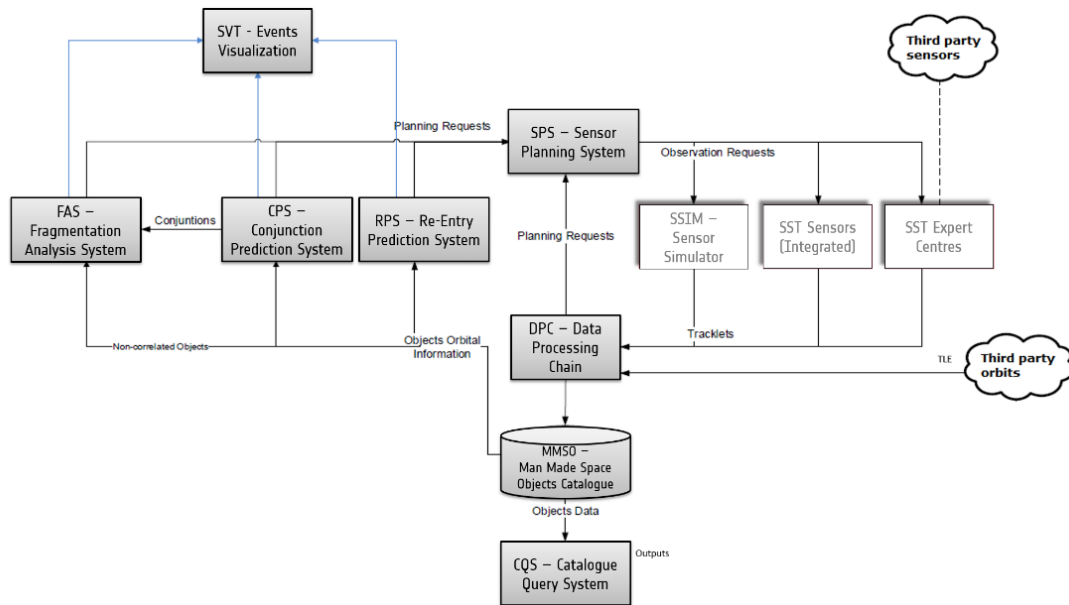 SVT - Events
Visualization
Third party
sensors
Planning Requests
SPS – Sensor
Planning System
Observation Requests
FAS –
Fragmentation
Analysis System
Conjuntions
CPS –
Conjunction
Prediction System
RPS – Re-Entry
Prediction System
Planning Requests
SSIM –
Sensor
Simulator
SST Sensors
(Integrated)
SST Expert
Centres
Non-correlated Objects
Objects Orbital
Information
DPC – Data
Processing
Chain
Tracklets
TLE
Third party
orbits
MMSO –
Man Made Space
Objects Catalogue
Objects Data
CQS – Catalogue
Query System
Outputs